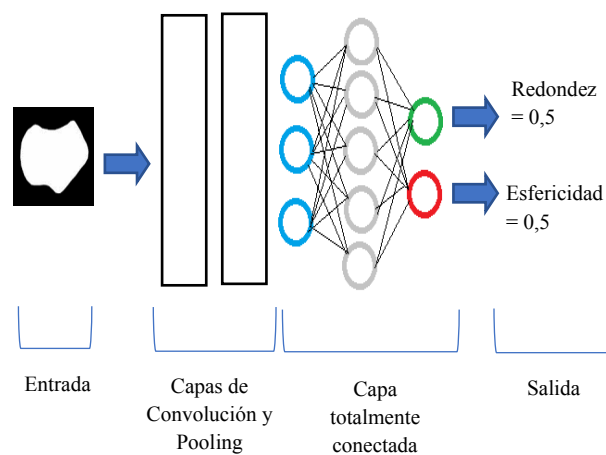 Redondez
= 0,5
Esfericidad
= 0,5
Entrada
Capas de
Convolución y
Pooling
Capa
totalmente
conectada
Salida